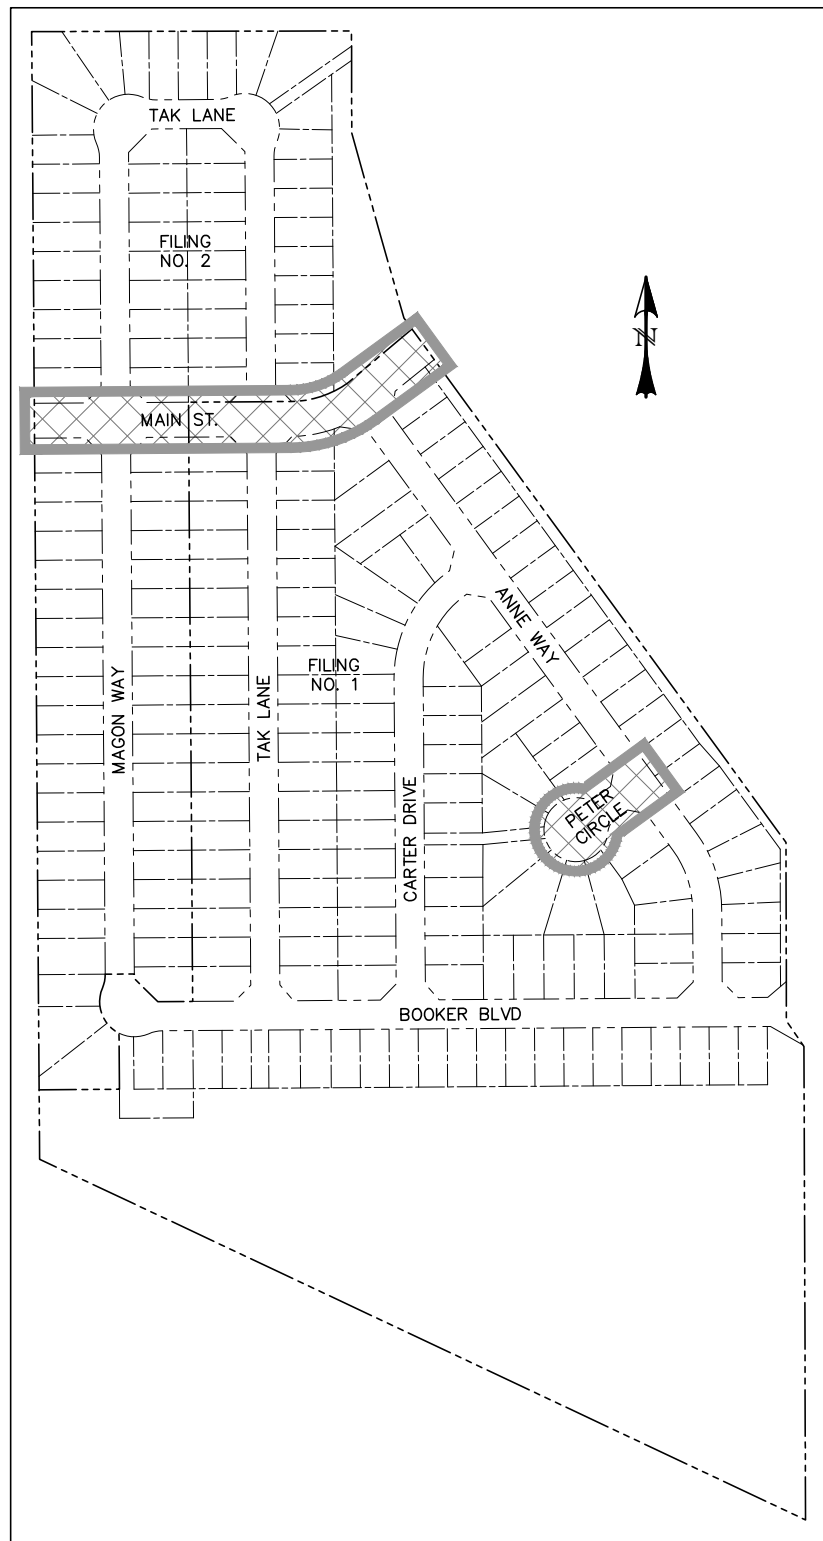 TAK LANE
FILING
NO. 2
N
MAIN ST.
ANNE WAY
FILING
NO. 1
MAGON WAY
TAK LANE
CARTER DRIVE
PETER
CIRCLE
BOOKER BLVD